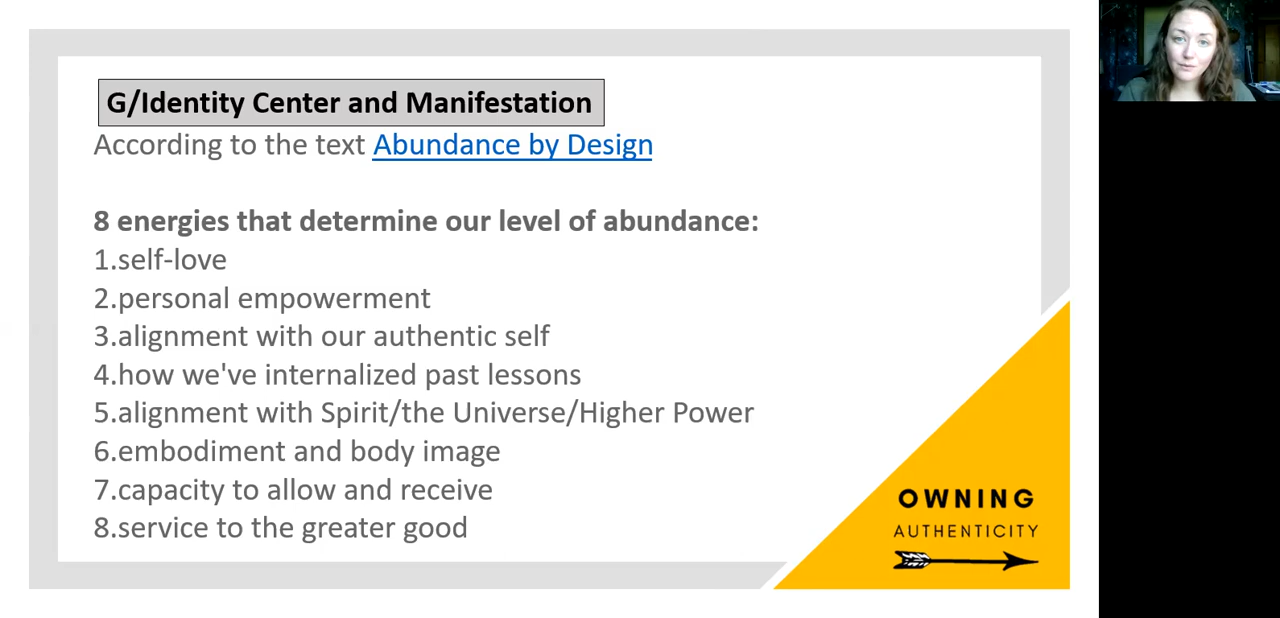 G/Identity Center and Manifestation
According to the text Abundance by Design
8 energies that determine our level of abundance:
1.self-love
2.personal empowerment
3.alignment with our authentic self
4.how we've internalized past lessons
5.alignment with Spirit/the Universe/Higher Power
6.embodiment and body image
7.capacity to allow and receive
8.service to the greater good
OWNING
AUTHENTICITY